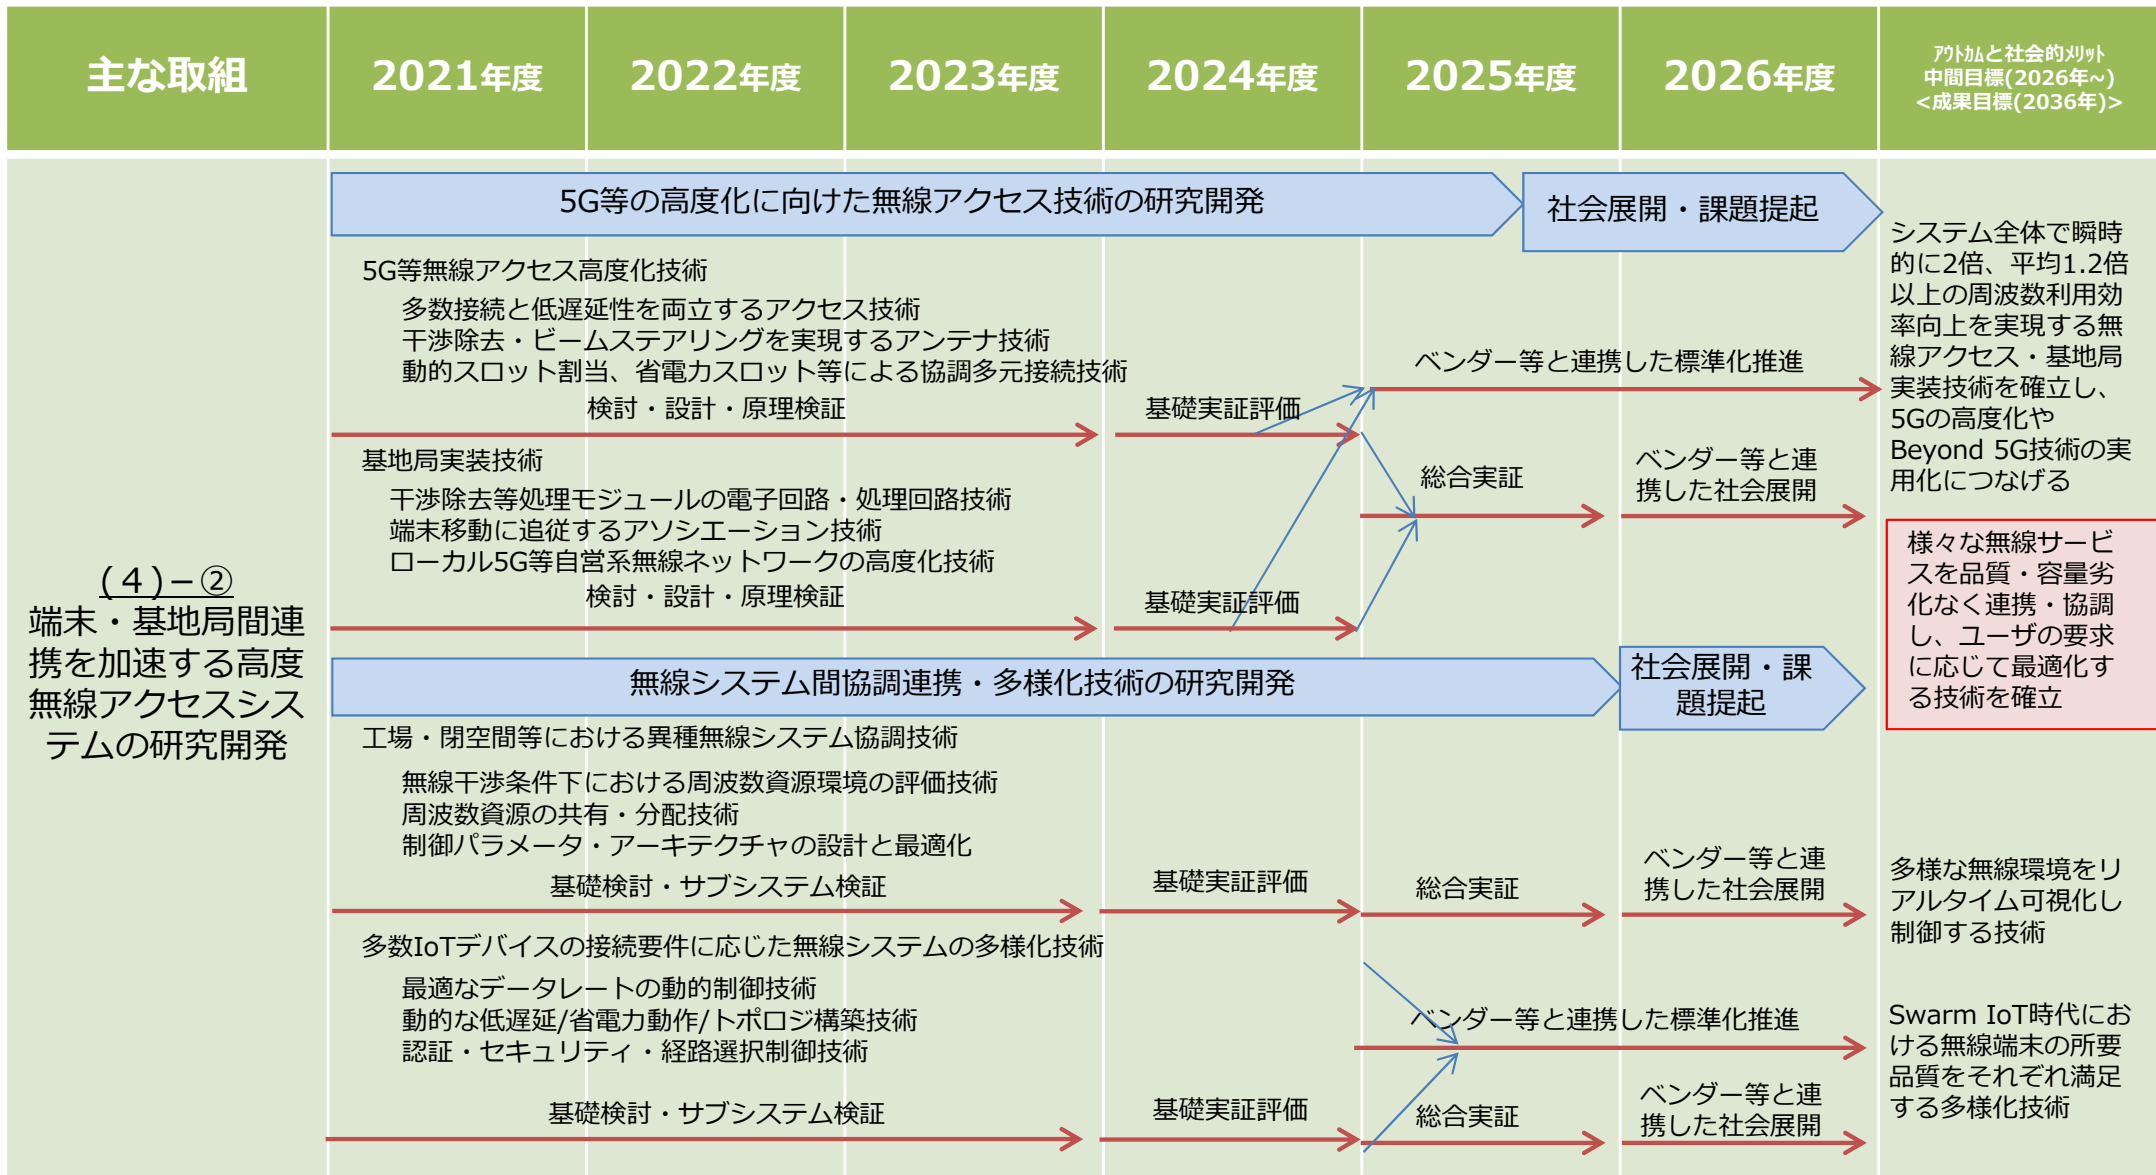 主な取組
2021年度
2022年度
2023年度
2024年度
2025年度
2026年度
ｱｳﾄｶﾑと社会的ﾒﾘｯﾄ
中間目標(2026年~)
<成果目標(2036年)>
(４)－②
端末・基地局間連
携を加速する高度
無線アクセスシス
テムの研究開発
5G等の高度化に向けた無線アクセス技術の研究開発
社会展開・課題提起
5G等無線アクセス高度化技術
多数接続と低遅延性を両立するアクセス技術
干渉除去・ビームステアリングを実現するアンテナ技術
動的スロット割当、省電力スロット等による協調多元接続技術
検討・設計・原理検証
基礎実証評価
ベンダー等と連携した標準化推進
基地局実装技術
干渉除去等処理モジュールの電子回路・処理回路技術
端末移動に追従するアソシエーション技術
ローカル5G等自営系無線ネットワークの高度化技術
検討・設計・原理検証
基礎実証評価
総合実証
ベンダー等と連
携した社会展開
無線システム間協調連携・多様化技術の研究開発
社会展開・課
題提起
工場・閉空間等における異種無線システム協調技術
無線干渉条件下における周波数資源環境の評価技術
周波数資源の共有・分配技術
制御パラメータ・アーキテクチャの設計と最適化
基礎検討・サブシステム検証
基礎実証評価
総合実証
ベンダー等と連
携した社会展開
多数IoTデバイスの接続要件に応じた無線システムの多様化技術
最適なデータレートの動的制御技術
動的な低遅延/省電力動作/トポロジ構築技術
認証・セキュリティ・経路選択制御技術
ベンダー等と連携した標準化推進
基礎検討・サブシステム検証
基礎実証評価
総合実証
ベンダー等と連
携した社会展開
システム全体で瞬時
的に2倍、平均1.2倍
以上の周波数利用効
率向上を実現する無
線アクセス・基地局
実装技術を確立し、
5Gの高度化や
Beyond 5G技術の実
用化につなげる
様々な無線サービ
スを品質・容量劣
化なく連携・協調
し、ユーザの要求
に応じて最適化す
る技術を確立
多様な無線環境をリ
アルタイム可視化し
制御する技術
Swarm IoT時代にお
ける無線端末の所要
品質をそれぞれ満足
する多様化技術